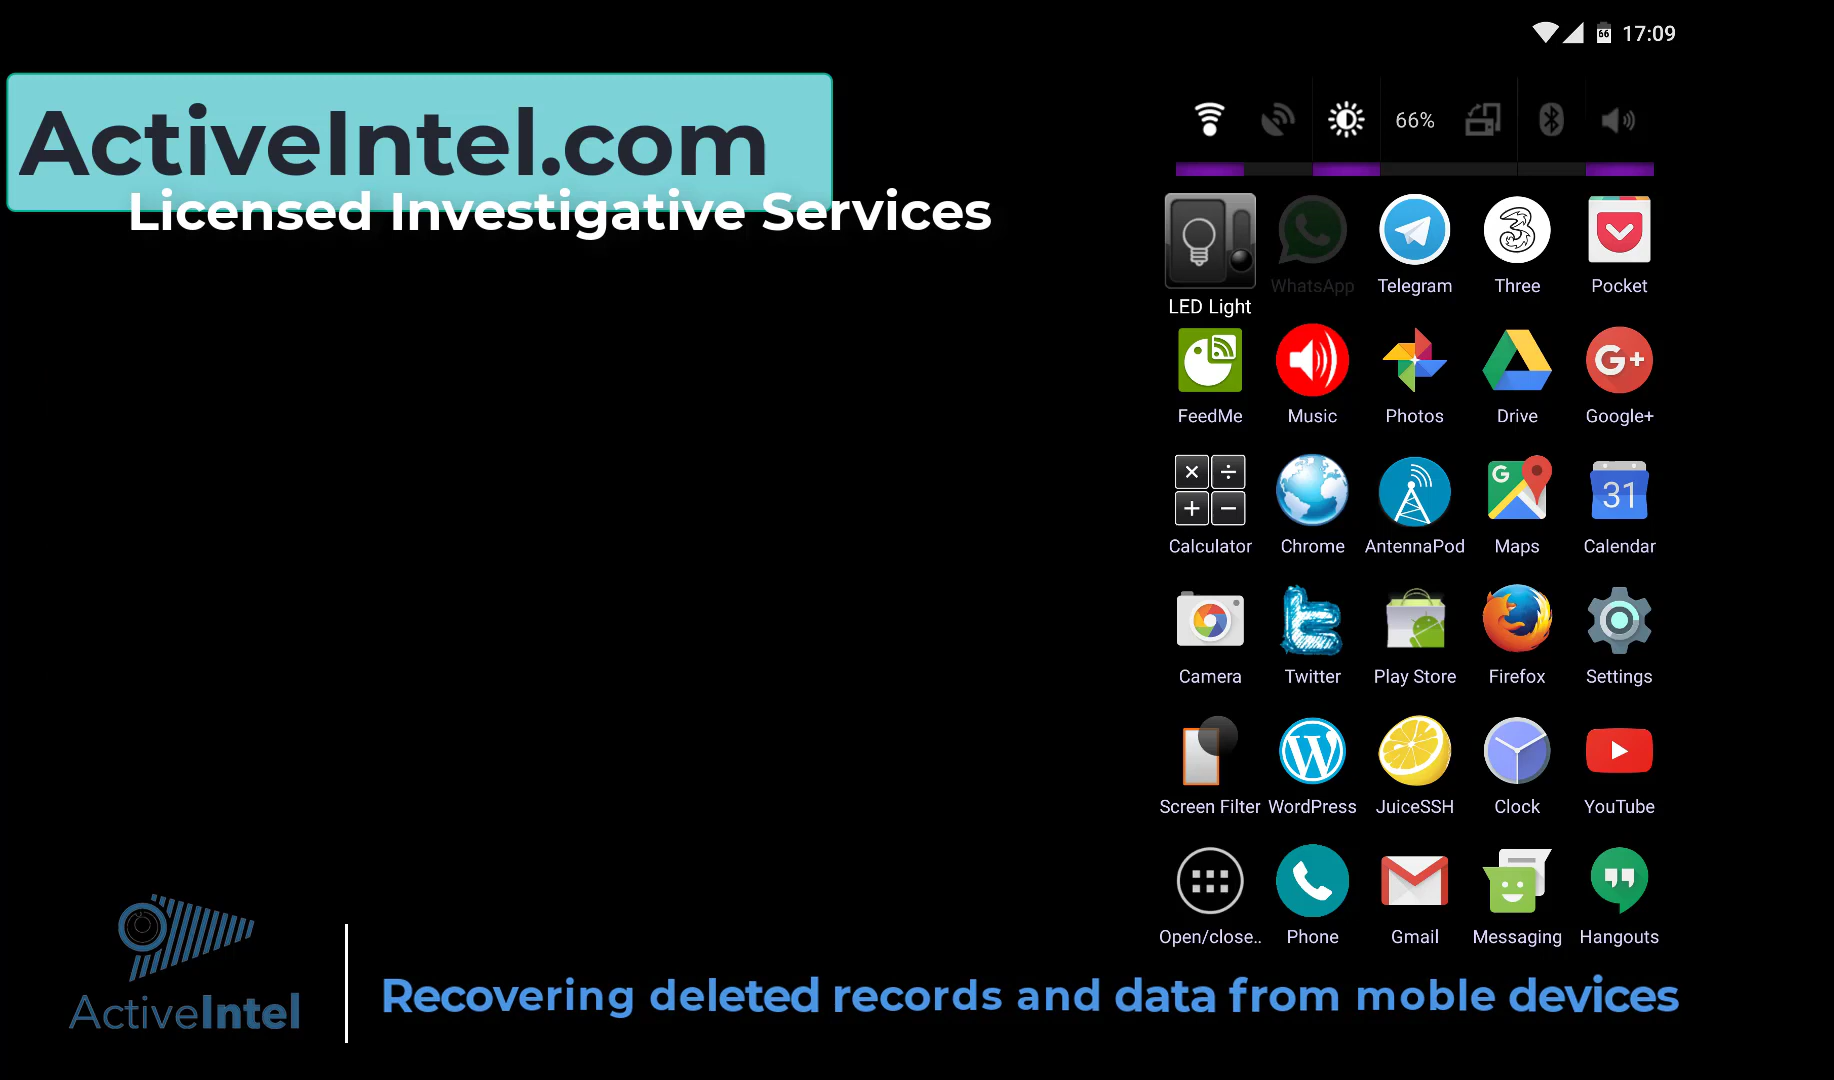 17:09
66
ActiveIntel.com
Licensed Investigative Services
66%
LED Light WhatsApp Telegram Three Pocket
FeedMe Music Photos Drive Google+
G+
31
Calculator Chrome AntennaPod Maps Calendar
Camera Twitter Play Store Firefox Settings
Screen Filter WordPress JuiceSSH Clock YouTube
Open/close.. Phone Gmail Messaging Hangouts
ActiveIntel
Recovering deleted records and data from moble devices